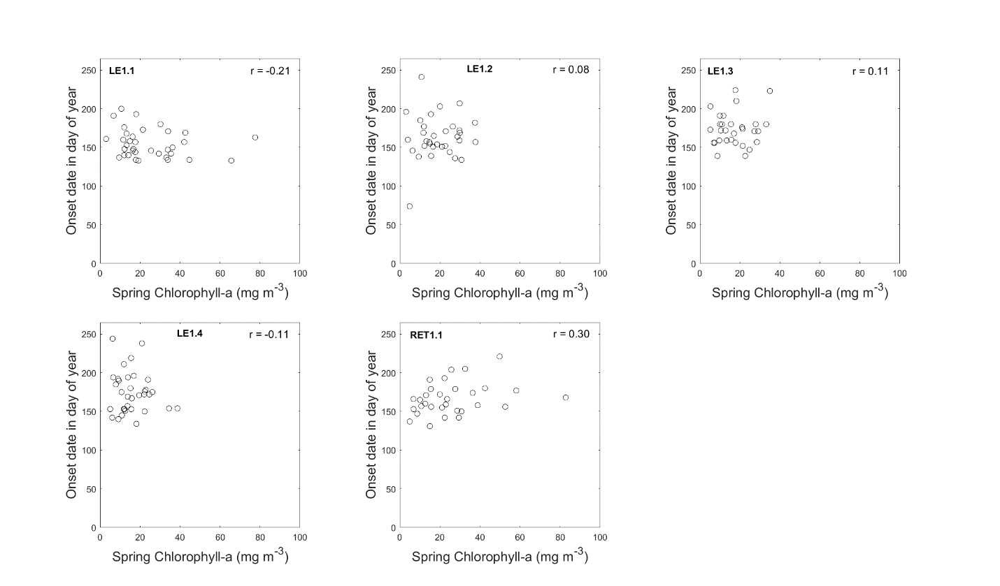 LE1.1
r = -0.21
250
200
150
100
50
0
Onset date in day of year
0 20 40 60 80 100
Spring Chlorophyll-a (mg m-3)
LE1.2
r = 0.08
250
200
150
100
50
0
Onset date in day of year
0 20 40 60 80 100
Spring Chlorophyll-a (mg m-3)
LE1.3
r = 0.11
250
200
150
100
50
0
Onset date in day of year
0 20 40 60 80 100
Spring Chlorophyll-a (mg m-3)
LE1.4
r = -0.11
250
200
150
100
50
0
Onset date in day of year
0 20 40 60 80 100
Spring Chlorophyll-a (mg m-3)
RET1.1
r = 0.30
250
200
150
100
50
0
Onset date in day of year
0 20 40 60 80 100
Spring Chlorophyll-a (mg m-3)